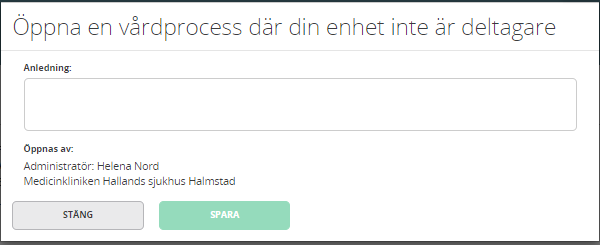 Öppna en vårdprocess där din enhet inte är deltagare
Anledning:
Öppnas av:
Administratör: Helena Nord
Medicinkliniken Hallands sjukhus Halmstad
STÄNG
SPARA